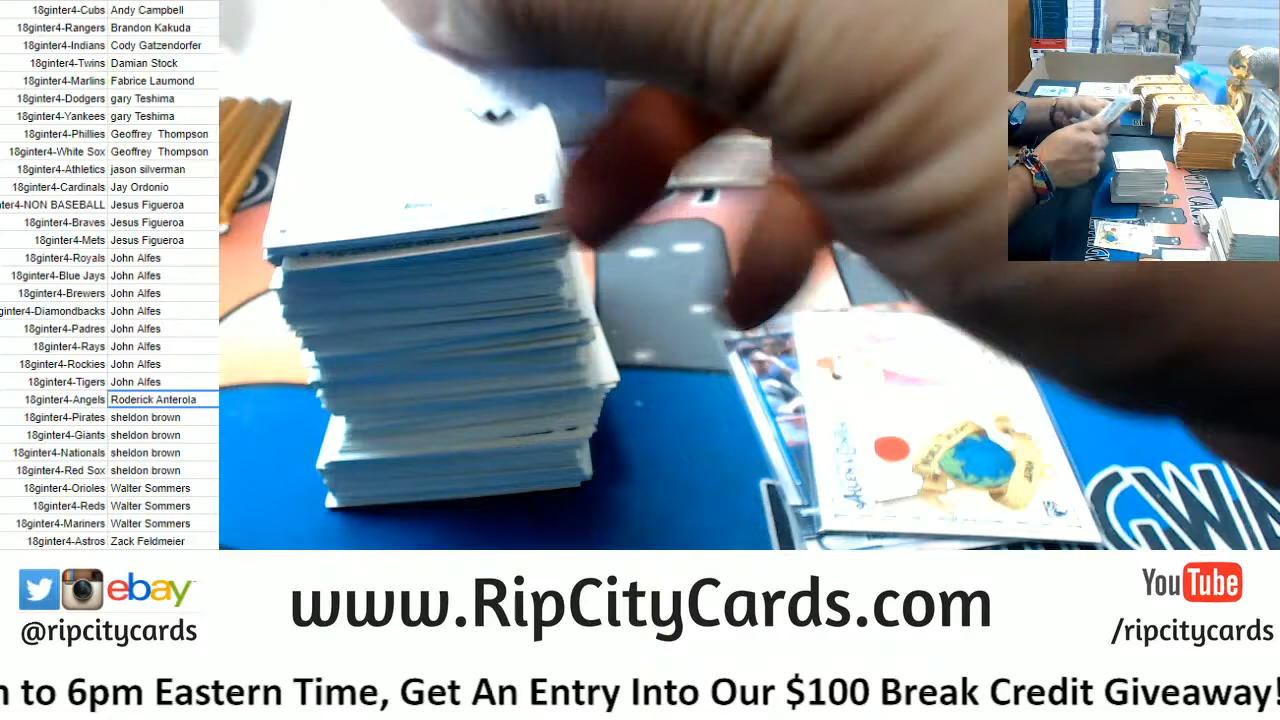 18ginter4-Cubs Andy Campbell
18ginter4-Rangers Brandon Kakuda
18ginter4-Indians Cody Gatzendorfer
18ginter4-Twins Damian Stock
18ginter4-Marlins Fabrice Laumond
18ginter4-Dodgers gary Teshima
18ginter4-Yankees gary Teshima
18ginter4-Phillies Geoffrey Thompson
18ginter4-White Sox Geoffrey Thompson
18ginter4-Athletics jason silverman
18ginter4-Cardinals Jay Ordonio
nter4-NON BASEBALL Jesus Figueroa
18ginter4-Braves Jesus Figueroa
18ginter4-Mets Jesus Figueroa
18ginter4-Royals John Alfes
18ginter4-Blue Jays John Alfes
18ginter4-Brewers John Alfes
ginter4-Diamondbacks John Alfes
18ginter4-Padres John Alfes
18ginter4-Rays John Alfes
18ginter4-Rockies John Alfes
18ginter4-Tigers John Alfes
18ginter4-Angels Roderick Anterola
18ginter4-Pirates sheldon brown
18ginter4-Giants sheldon brown
18ginter4-Nationals sheldon brown
18ginter4-Red Sox sheldon brown
18ginter4-Orioles Walter Sommers
18ginter4-Reds Walter Sommers
18ginter4-Mariners Walter Sommers
18ginter4-Astros Zack Feldmeier
GWA
ebay
@ripcitycards
www.RipCityCards.com
YouTube
/ripcitycards
n to 6pm Eastern Time, Get An Entry Into Our $100 Break Credit Giveaway!